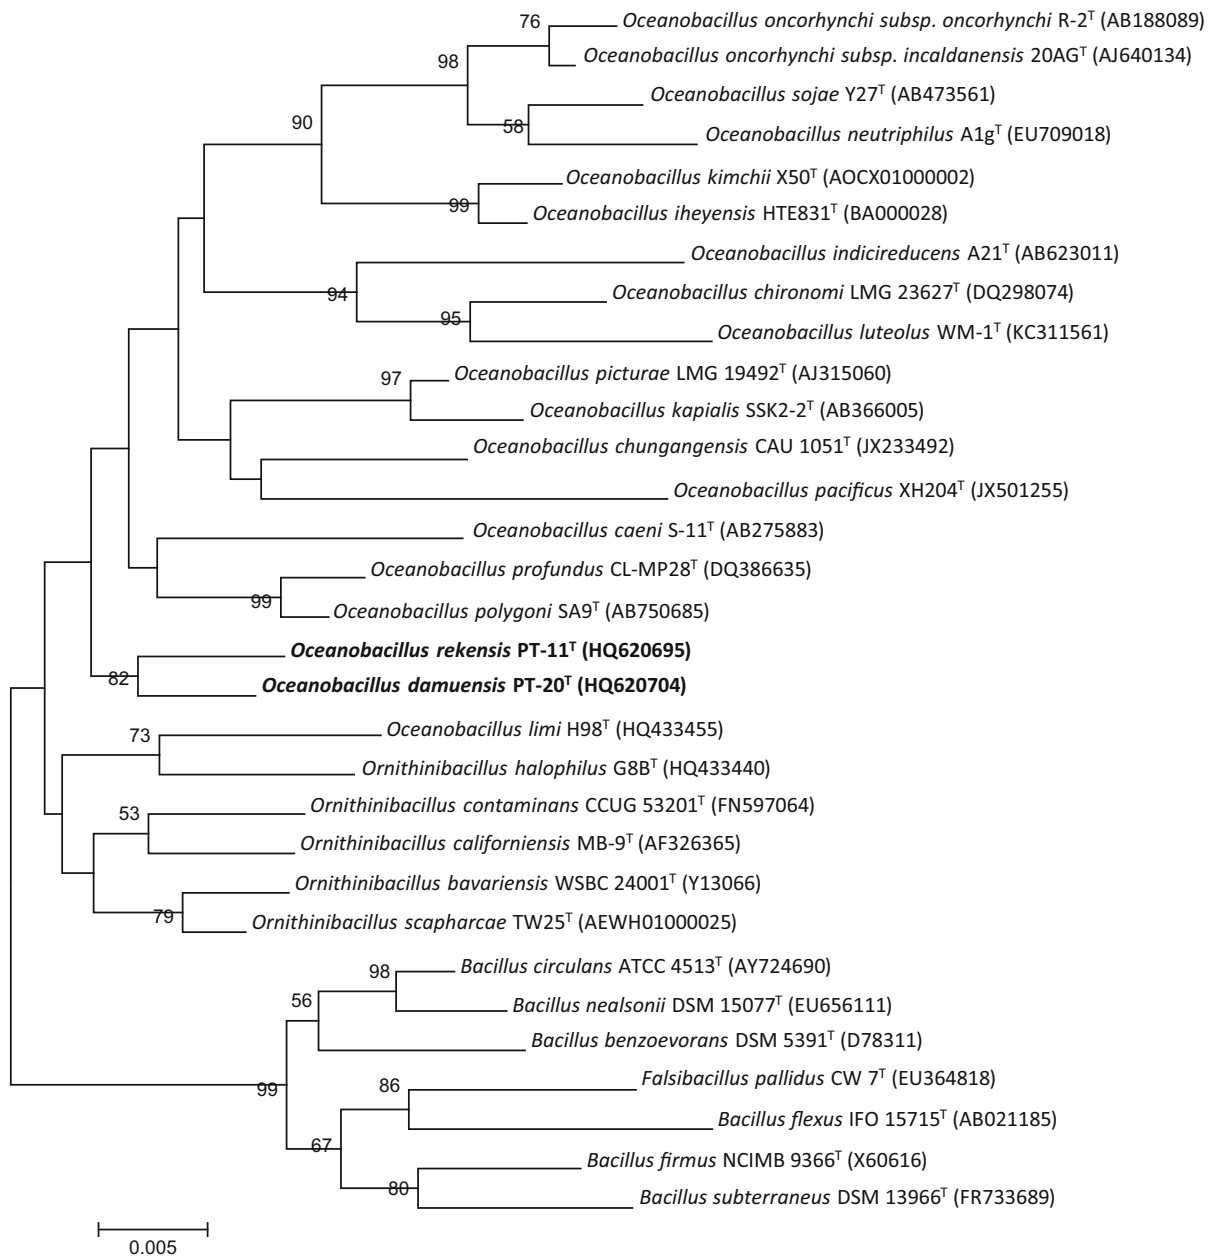 76
Oceanobacillus oncorhynchi subsp. oncorhynchi R-2ᵀ (AB188089)
98
Oceanobacillus oncorhynchi subsp. incaldanensis 20AGᵀ (AJ640134)
Oceanobacillus sojae Y27ᵀ (AB473561)
90
58
Oceanobacillus neutriphilus A1gᵀ (EU709018)
Oceanobacillus kimchii X50ᵀ (AOCX01000002)
99
Oceanobacillus iheyensis HTE831ᵀ (BA000028)
Oceanobacillus indicireducens A21ᵀ (AB623011)
94
Oceanobacillus chironomi LMG 23627ᵀ (DQ298074)
95
Oceanobacillus luteolus WM-1ᵀ (KC311561)
97
Oceanobacillus picturae LMG 19492ᵀ (AJ315060)
Oceanobacillus kapialis SSK2-2ᵀ (AB366005)
Oceanobacillus chungangensis CAU 1051ᵀ (JX233492)
Oceanobacillus pacificus XH204ᵀ (JX501255)
Oceanobacillus caeni S-11ᵀ (AB275883)
Oceanobacillus profundus CL-MP28ᵀ (DQ386635)
99
Oceanobacillus polygoni SA9ᵀ (AB750685)
Oceanobacillus rekensis PT-11ᵀ (HQ620695)
82
Oceanobacillus damuensis PT-20ᵀ (HQ620704)
73
Oceanobacillus limi H98ᵀ (HQ433455)
Ornithinibacillus halophilus G8Bᵀ (HQ433440)
53
Ornithinibacillus contaminans CCUG 53201ᵀ (FN597064)
Ornithinibacillus californiensis MB-9ᵀ (AF326365)
Ornithinibacillus bavariensis WSBC 24001ᵀ (Y13066)
79
Ornithinibacillus scapharcae TW25ᵀ (AEWH01000025)
98
Bacillus circulans ATCC 4513ᵀ (AY724690)
56
Bacillus nealsonii DSM 15077ᵀ (EU656111)
Bacillus benzoevorans DSM 5391ᵀ (D78311)
99
86
Falsibacillus pallidus CW 7ᵀ (EU364818)
Bacillus flexus IFO 15715ᵀ (AB021185)
67
Bacillus firmus NCIMB 9366ᵀ (X60616)
80
Bacillus subterraneus DSM 13966ᵀ (FR733689)
0.005